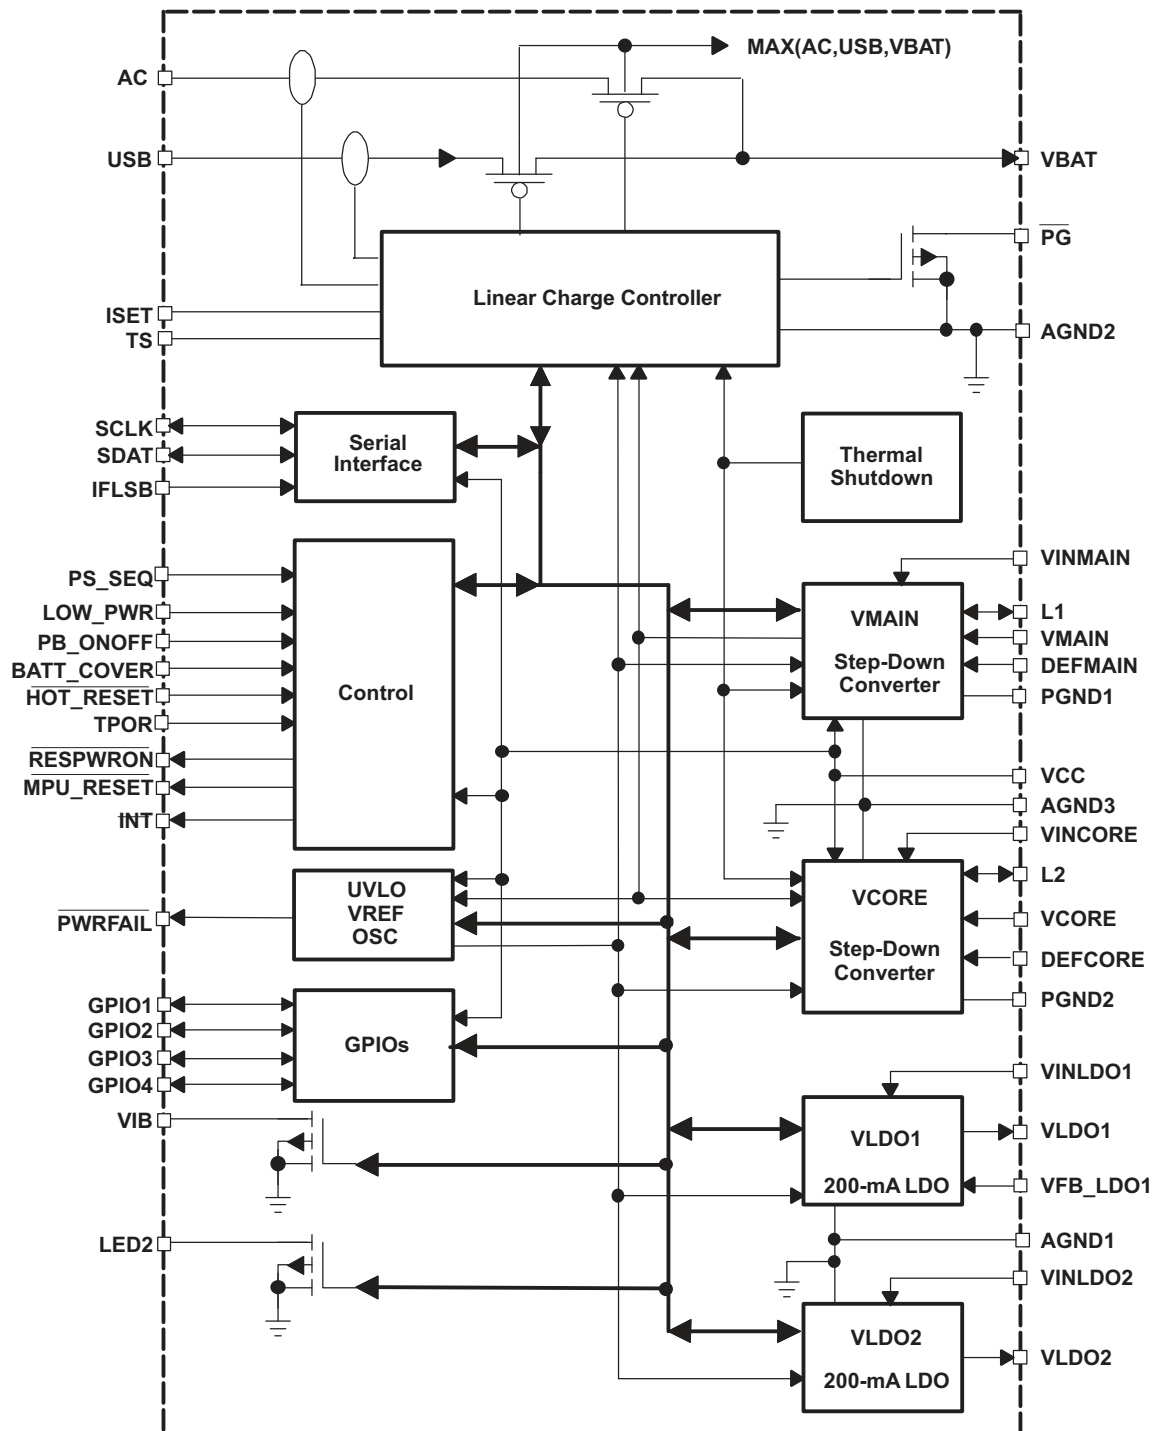 MAX(AC,USB,VBAT)
AC
USB
VBAT
PG
Linear Charge Controller
ISET
TS
AGND2
SCLK
SDAT
IFLSB
Serial
Interface
Thermal
Shutdown
PS_SEQ
LOW_PWR
PB_ONOFF
BATT_COVER
HOT_RESET
TPOR
RESPWRON
MPU_RESET
INT
Control
VINMAIN
VMAIN
Step-Down
Converter
L1
VMAIN
DEFMAIN
PGND1
VCC
AGND3
VINCORE
PWRFAIL
UVLO
VREF
OSC
VCORE
Step-Down
Converter
L2
VCORE
DEFCORE
PGND2
GPIO1
GPIO2
GPIO3
GPIO4
GPIOs
VIB
VINLDO1
VLDO1
200-mA LDO
VLDO1
VFB_LDO1
LED2
AGND1
VINLDO2
VLDO2
200-mA LDO
VLDO2